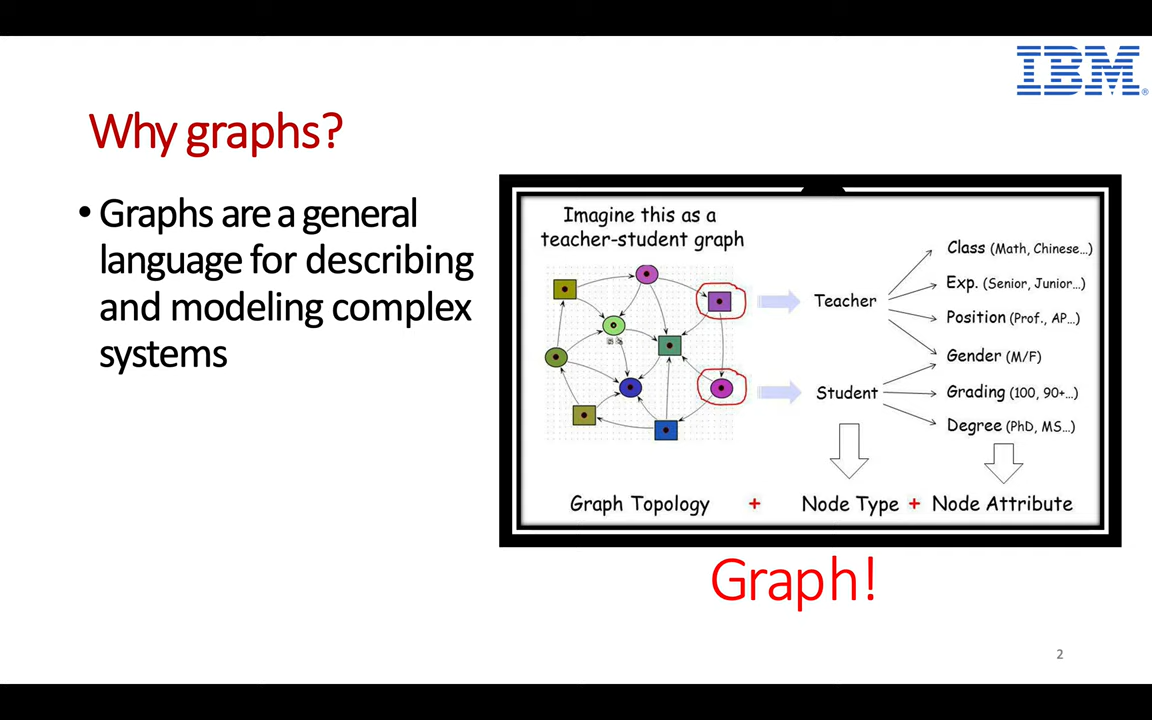 IBM®
Why graphs?
• Graphs are a general
language for describing
and modeling complex
systems
Imagine this as a
teacher-student graph
Teacher
Student
Class (Math, Chinese...)
Exp. (Senior, Junior...)
Position (Prof., AP...)
Gender (M/F)
Grading (100, 90+...)
Degree (PhD, MS...)
Graph Topology + Node Type + Node Attribute
Graph!
2